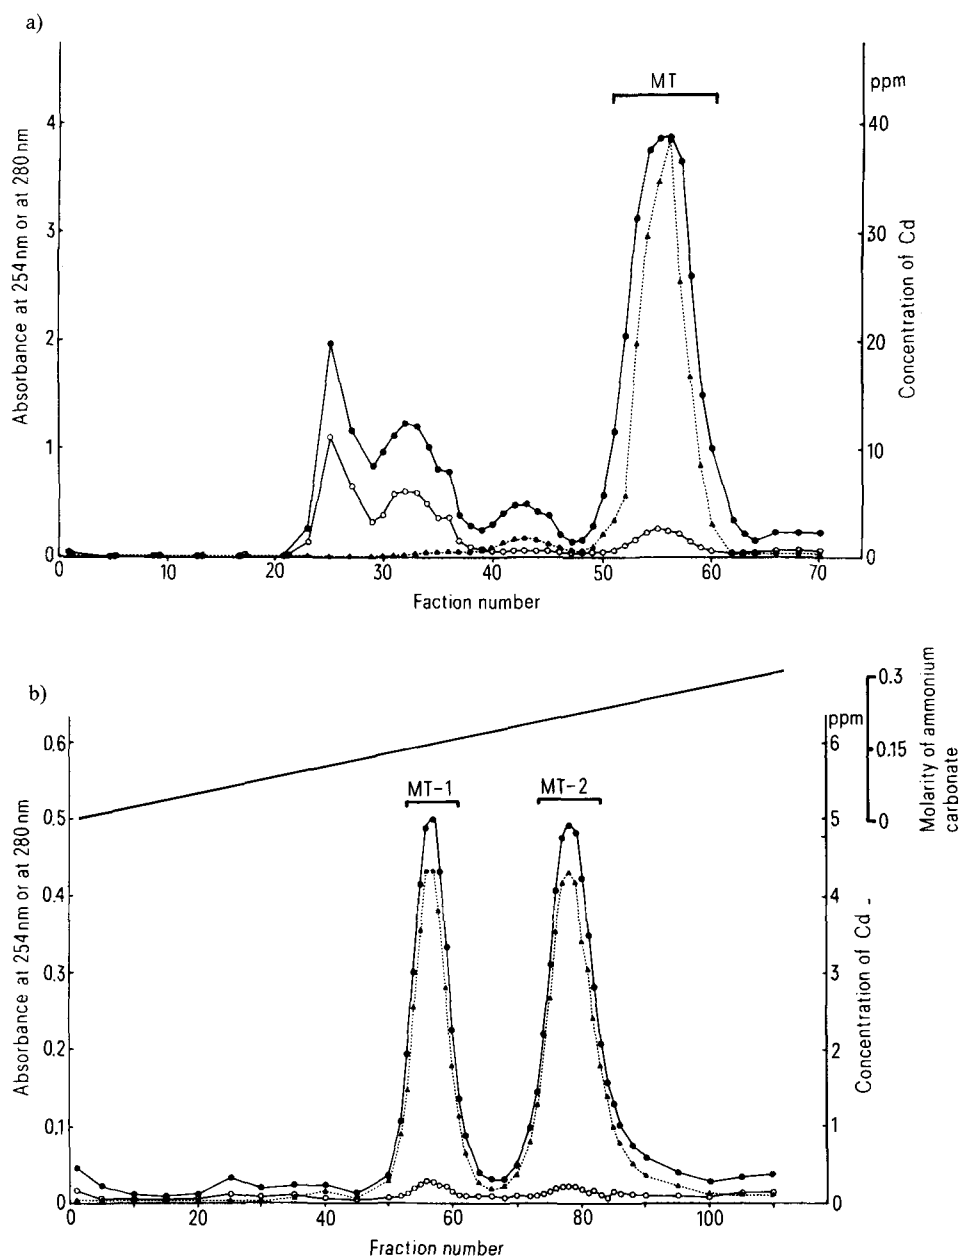 a)
ppm
MT
4
40
3
30
2
20
1
10
0
0
Absorbance at 254 nm or at 280 nm
Concentration of Cd
0 10 20 30 40 50 60 70
Faction number
b)
0.3
0.15
0
Molarity of ammonium
carbonate
ppm
0.6
6
MT-1
MT-2
0.5
5
0.4
4
0.3
3
0.2
2
0.1
1
0
0
Absorbance at 254 nm or at 280 nm
Concentration of Cd
0 20 40 60 80 100
Fraction number